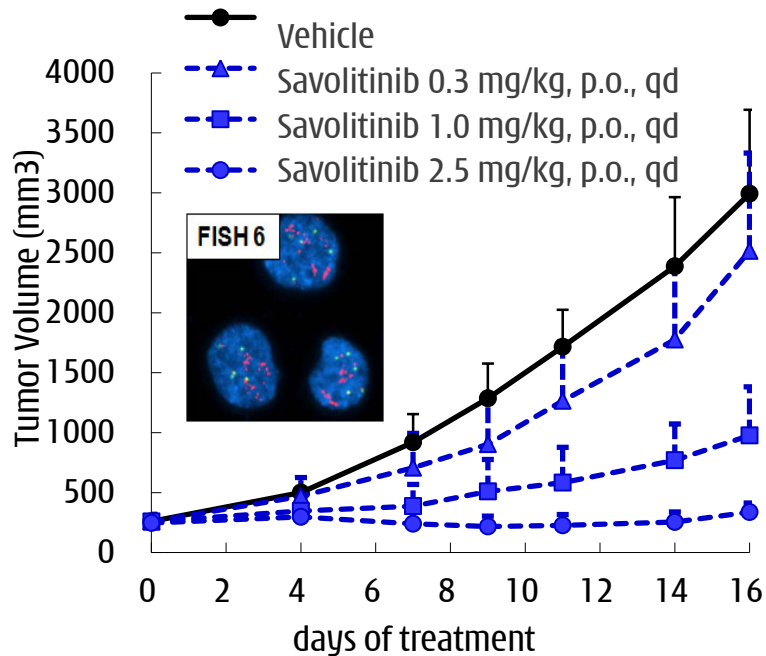 Vehicle
Savolitinib 0.3 mg/kg, p.o., qd
Savolitinib 1.0 mg/kg, p.o., qd
Savolitinib 2.5 mg/kg, p.o., qd
Tumor Volume (mm3)
4000
3500
3000
2500
2000
1500
1000
500
0
FISH 6
0 2 4 6 8 10 12 14 16
days of treatment